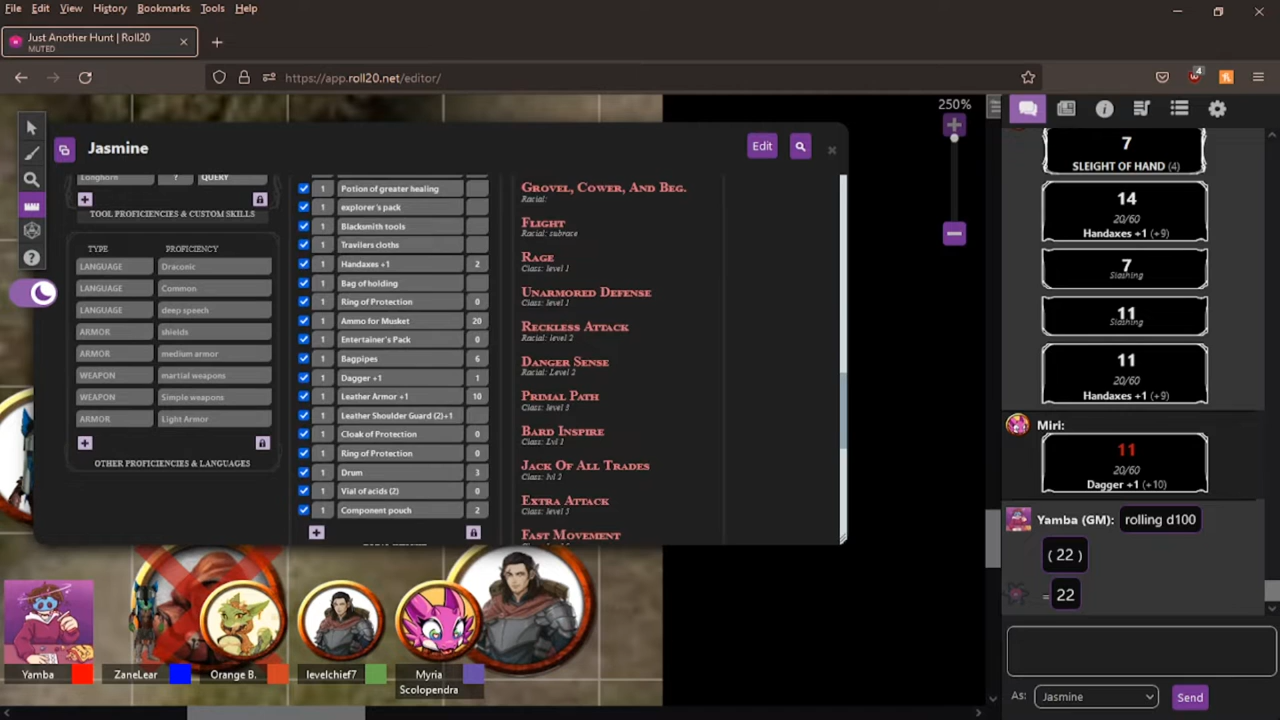 File Edit View History Bookmarks Tools Help
Just Another Hunt | Roll20
MUTED
https://app.roll20.net/editor/
4
250%
Jasmine
Edit
Longhorn ? QUERY
TOOL PROFICIENCIES & CUSTOM SKILLS
TYPE PROFICIENCY
LANGUAGE Draconic
LANGUAGE Common
LANGUAGE deep speech
ARMOR shields
ARMOR medium armor
WEAPON martial weapons
WEAPON Simple weapons
ARMOR Light Armor
OTHER PROFICIENCIES & LANGUAGES
1 Potion of greater healing
1 explorer's pack
1 Blacksmith tools
1 Travilers cloths
1 Handaxes +1 2
1 Bag of holding
1 Ring of Protection 0
1 Ammo for Musket 20
1 Entertainer's Pack 0
1 Bagpipes 6
1 Dagger +1 1
1 Leather Armor +1 10
1 Leather Shoulder Guard (2)+1
1 Cloak of Protection 0
1 Ring of Protection 0
1 Drum 3
1 Vial of acids (2) 0
1 Component pouch 2
GROVEL, COWER, AND BEG.
Racial:
FLIGHT
Racial: subrace
RAGE
Class: level 1
UNARMORED DEFENSE
Class: level 1
RECKLESS ATTACK
Racial: level 2
DANGER SENSE
Racial: Level 2
PRIMAL PATH
Class: level 3
BARD INSPIRE
Class: Lvl 1
JACK OF ALL TRADES
Class: lvl 2
EXTRA ATTACK
Class: level 5
FAST MOVEMENT
7
SLEIGHT OF HAND (4)
14
20/60
Handaxes +1 (+9)
7
Slashing
11
Slashing
11
20/60
Handaxes +1 (+9)
Miri:
11
20/60
Dagger +1 (+10)
Yamba (GM): rolling d100
( 22 )
= 22
As: Jasmine Send
Yamba
ZaneLear
Orange B.
levelchief7
Myria
Scolopendra